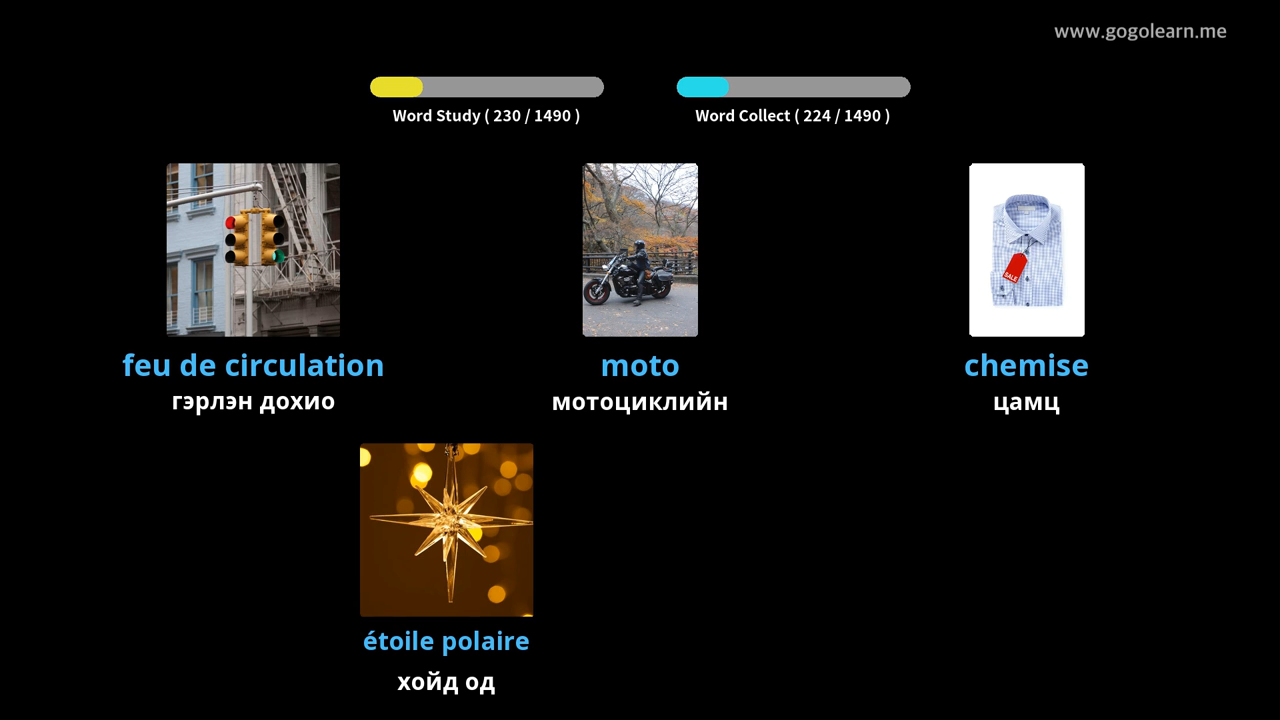 www.gogolearn.me
Word Study ( 230 / 1490 )
Word Collect ( 224 / 1490 )
SALE
feu de circulation
moto
chemise
гэрлэн дохио
мотоциклийн
цамц
étoile polaire
хойд од